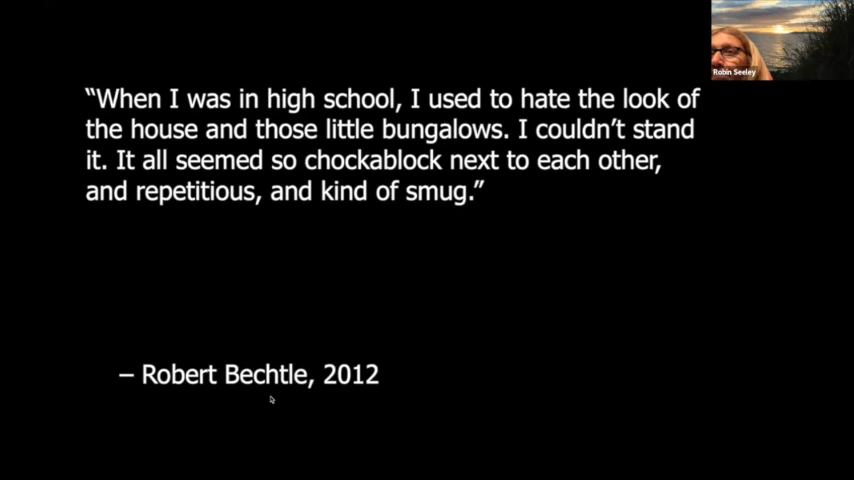 Robin Seeley
“When I was in high school, I used to hate the look of
the house and those little bungalows. I couldn’t stand
it. It all seemed so chockablock next to each other,
and repetitious, and kind of smug.”
– Robert Bechtle, 2012